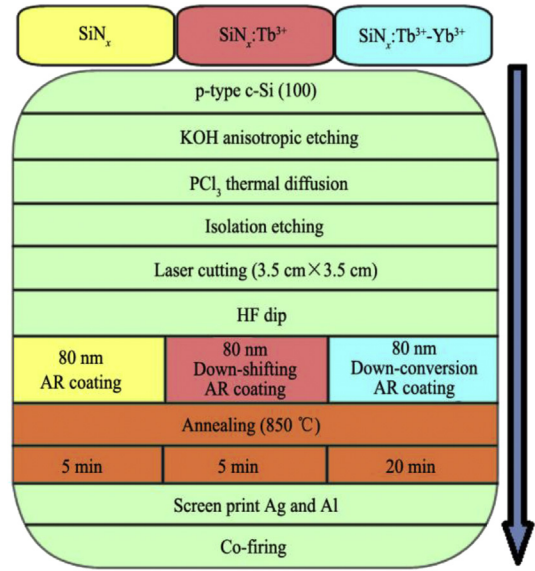 SiNₓ
SiNₓ:Tb³⁺
SiNₓ:Tb³⁺-Yb³⁺
p-type c-Si (100)
KOH anisotropic etching
PCl₃ thermal diffusion
Isolation etching
Laser cutting (3.5 cm×3.5 cm)
HF dip
80 nm
AR coating
80 nm
Down-shifting
AR coating
80 nm
Down-conversion
AR coating
Annealing (850 ℃)
5 min
5 min
20 min
Screen print Ag and Al
Co-firing